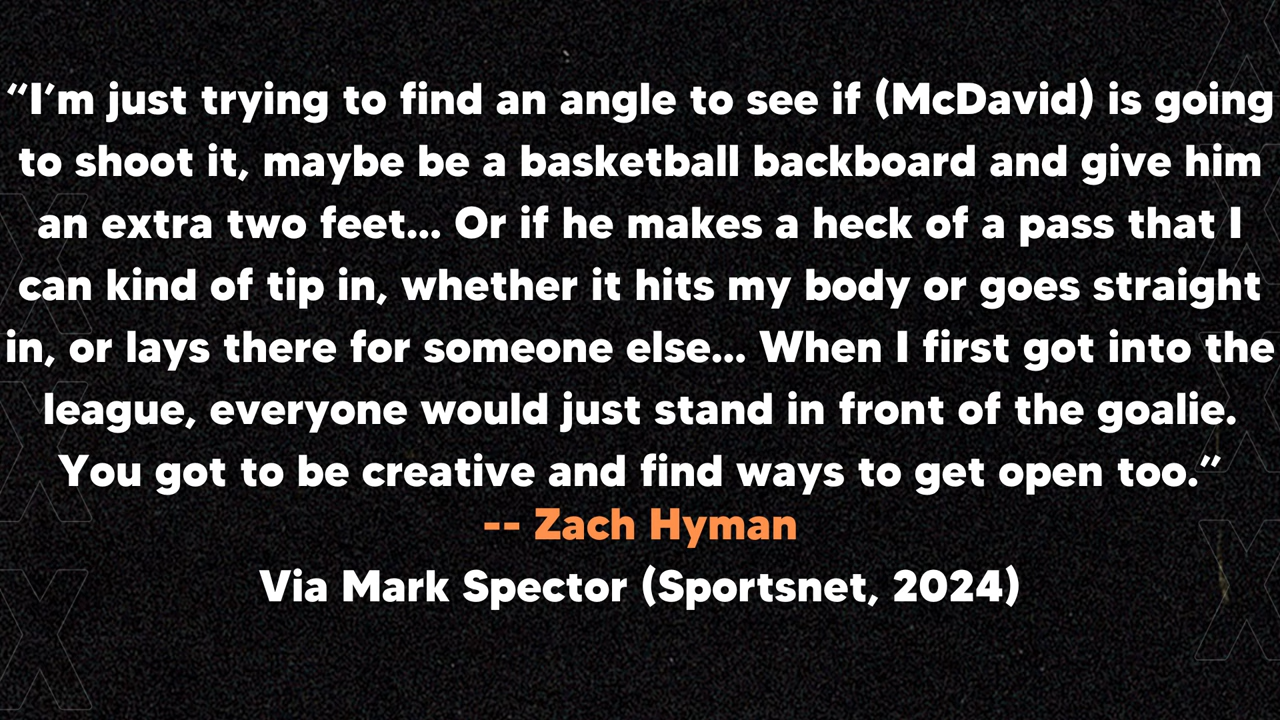 “I’m just trying to find an angle to see if (McDavid) is going
to shoot it, maybe be a basketball backboard and give him
an extra two feet... Or if he makes a heck of a pass that I
can kind of tip in, whether it hits my body or goes straight
in, or lays there for someone else... When I first got into the
league, everyone would just stand in front of the goalie.
You got to be creative and find ways to get open too.”
-- Zach Hyman
Via Mark Spector (Sportsnet, 2024)